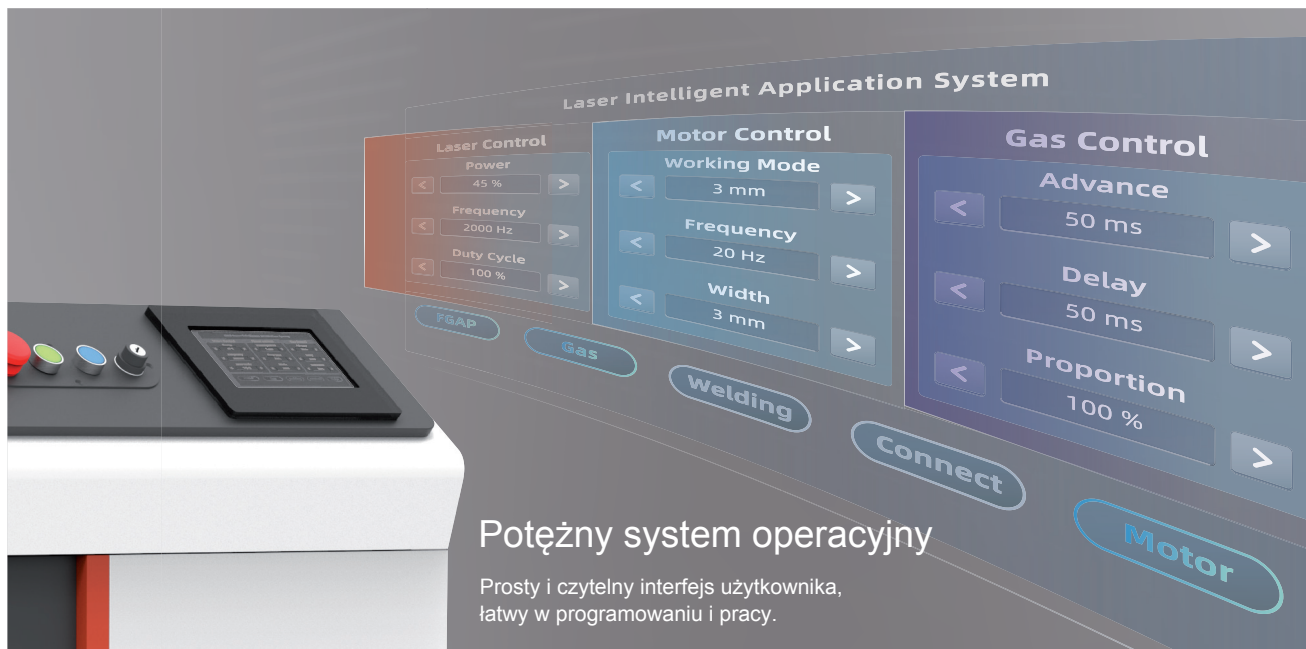 Laser Intelligent Application System
Laser Control
Power
< 45 % >
Frequency
< 2000 Hz >
Duty Cycle
< 100 % >
Motor Control
Working Mode
< 3 mm >
Frequency
< 20 Hz >
Width
< 3 mm >
Gas Control
Advance
< 50 ms >
Delay
< 50 ms >
Proportion
< 100 % >
FGAP
Gas
Welding
Connect
Motor
Potężny system operacyjny
Prosty i czytelny interfejs użytkownika,
łatwy w programowaniu i pracy.